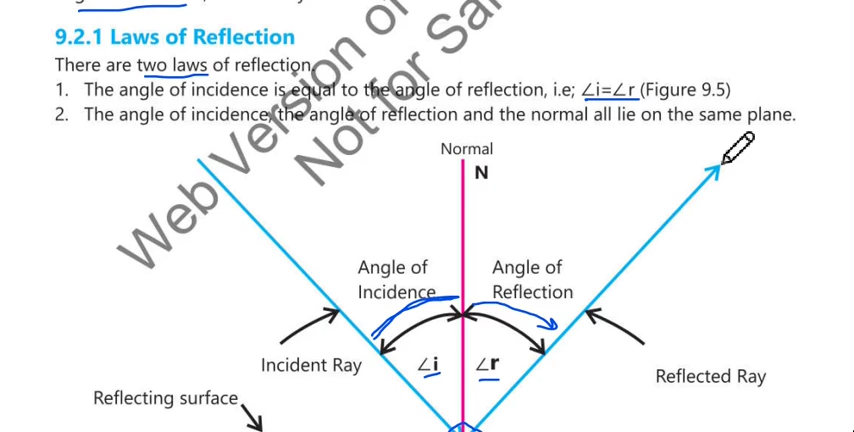 9.2.1 Laws of Reflection
There are two laws of reflection.
1. The angle of incidence is equal to the angle of reflection, i.e; ∠i=∠r (Figure 9.5)
2. The angle of incidence, the angle of reflection and the normal all lie on the same plane.
Web Version of
Not for Sal
Normal
N
Angle of
Incidence
Angle of
Reflection
Incident Ray
∠i
∠r
Reflected Ray
Reflecting surface